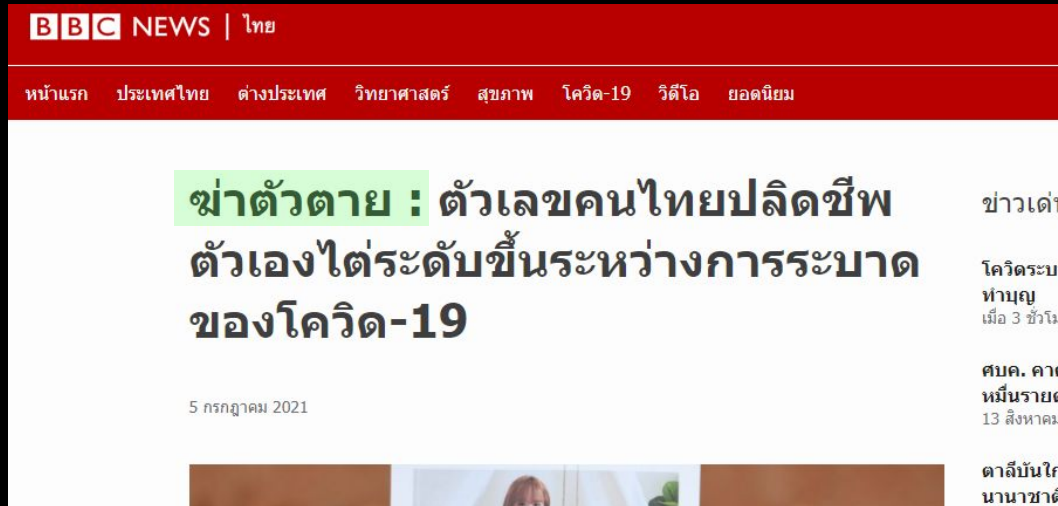 BBC NEWS | ไทย
หน้าแรก ประเทศไทย ต่างประเทศ วิทยาศาสตร์ สุขภาพ โควิด-19 วิดีโอ ยอดนิยม
ฆ่าตัวตาย : ตัวเลขคนไทยปลิดชีพ
ตัวเองไต่ระดับขึ้นระหว่างการระบาด
ของโควิด-19
5 กรกฎาคม 2021
ทำบุญ
เมื่อ 3
ศบค.
13